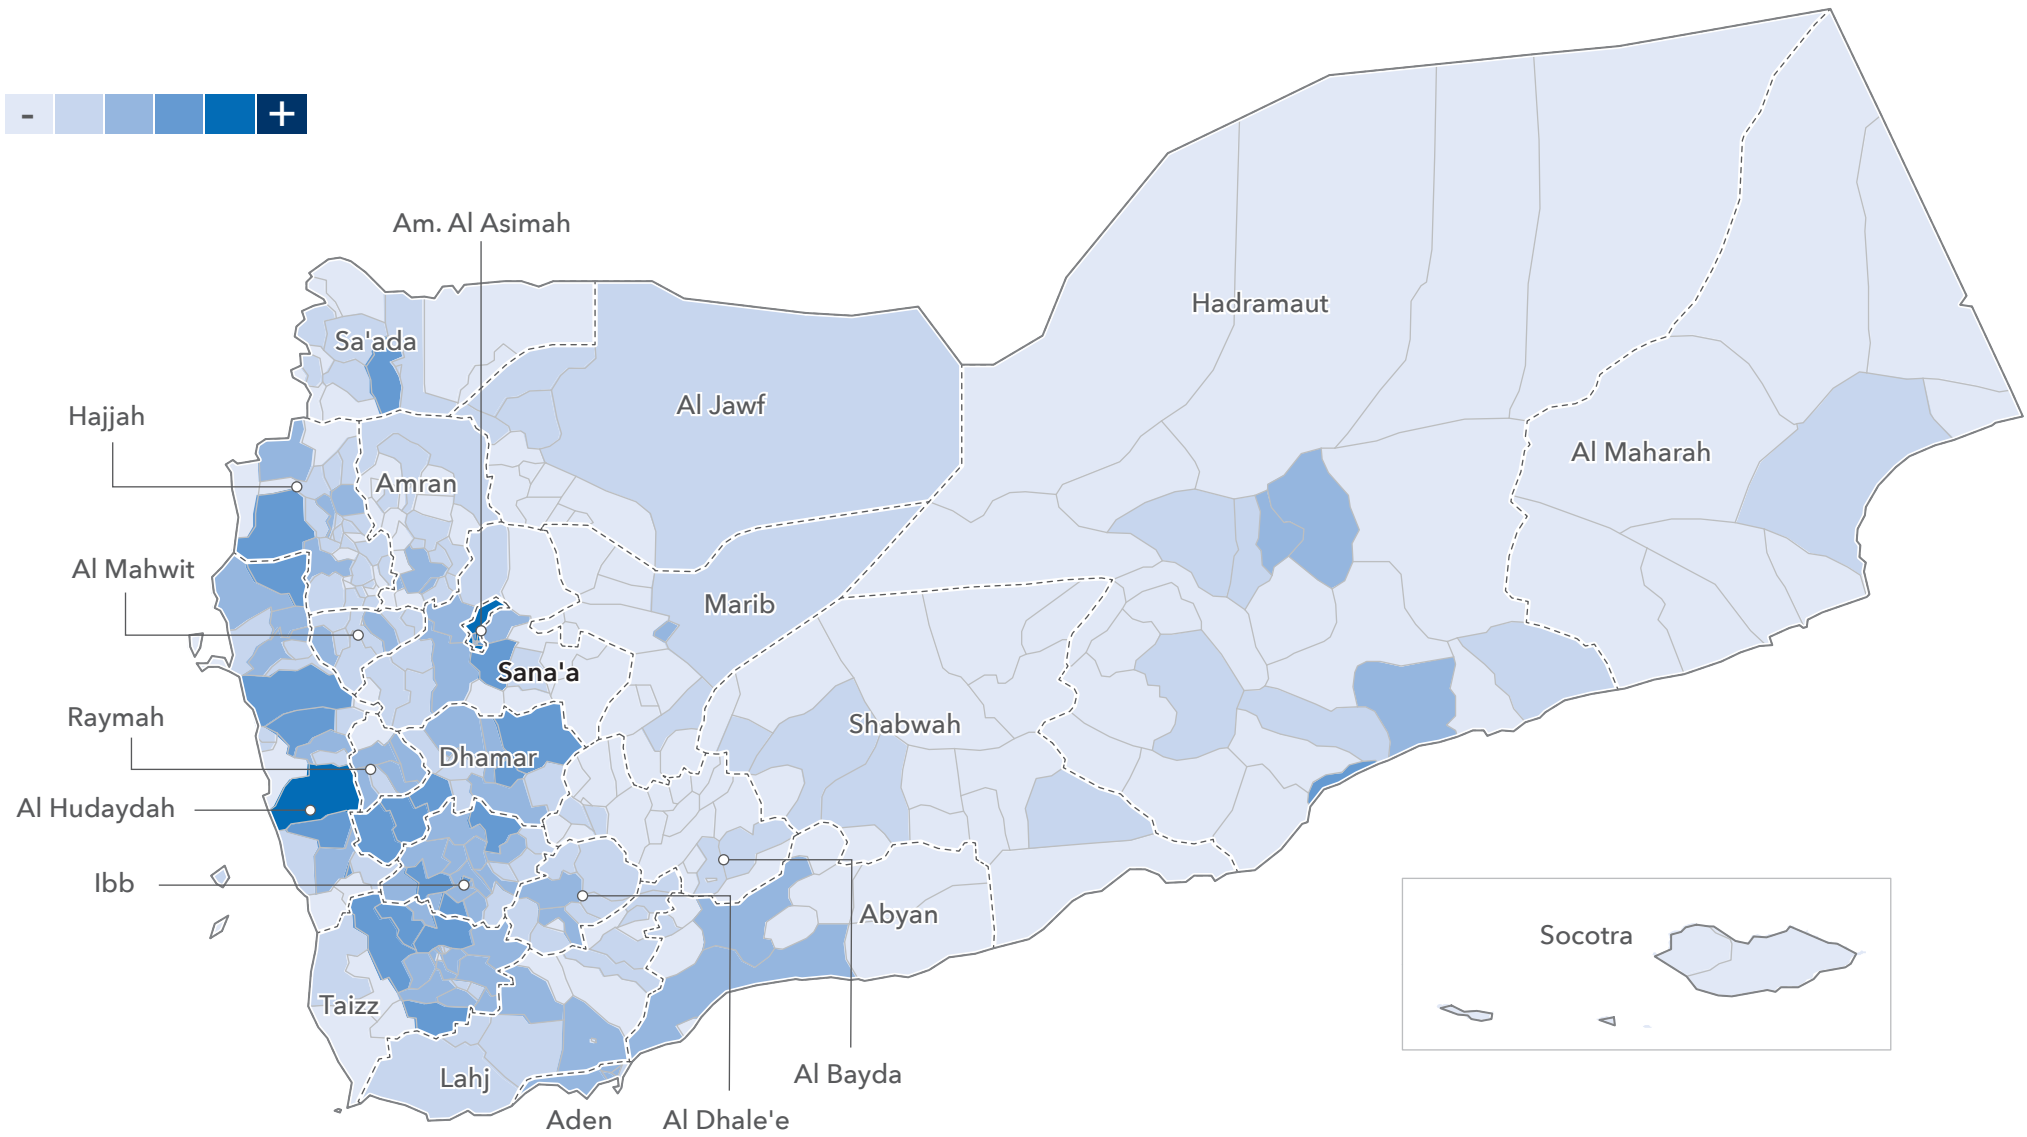 - +
Am. Al Asimah
Hadramaut
Sa'ada
Al Jawf
Hajjah
Al Maharah
Amran
Al Mahwit
Marib
Sana'a
Raymah
Shabwah
Dhamar
Al Hudaydah
Ibb
Abyan
Socotra
Taizz
Lahj
Al Bayda
Aden
Al Dhale'e